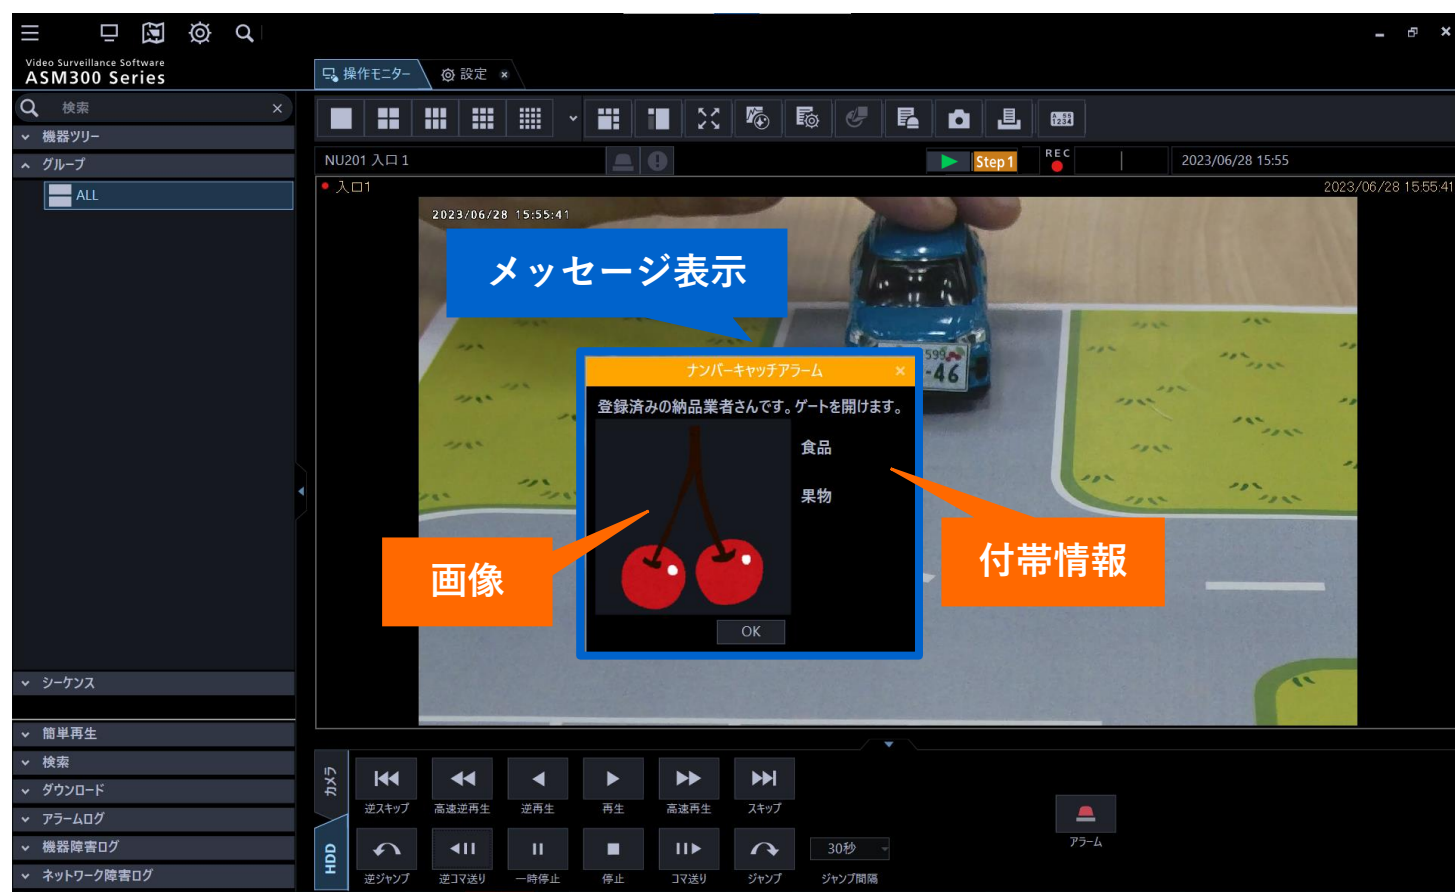 Video Surveillance Software
ASM300 Series
操作モニター
設定
検索
機器ツリー
グループ
ALL
シーケンス
簡単再生
検索
ダウンロード
アラームログ
機器障害ログ
ネットワーク障害ログ
NU201 入口 1
Step 1
REC
2023/06/28 15:55
入口1
2023/06/28 15:55:41
2023/06/28 15:55:41
メッセージ表示
599
-46
ナンバーキャッチアラーム
登録済みの納品業者さんです。ゲートを開けます。
食品
果物
画像
付帯情報
OK
カメラ
HDD
逆スキップ
高速逆再生
逆再生
再生
高速再生
スキップ
逆ジャンプ
逆コマ送り
一時停止
停止
コマ送り
ジャンプ
30秒
ジャンプ間隔
アラーム